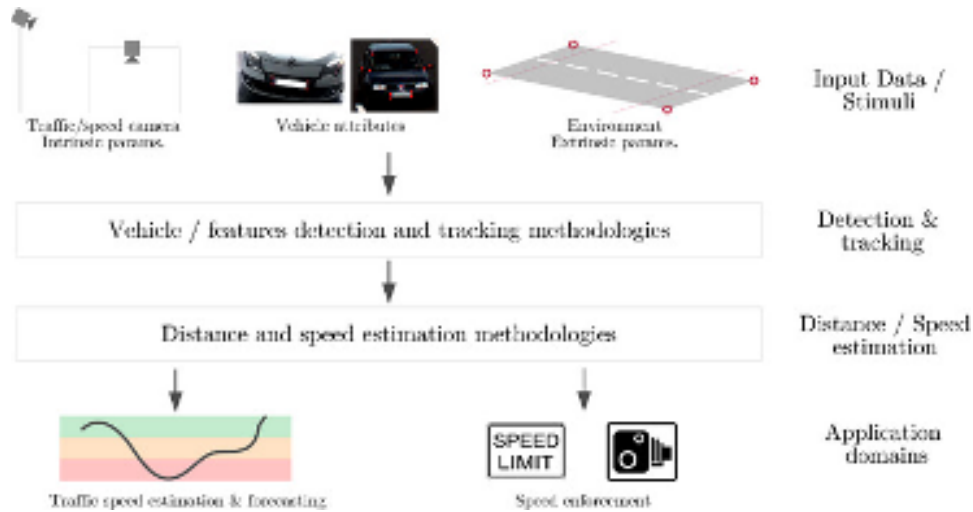 Traffic/speed camera
Intrinsic params.
Vehicle attributes
Environment
Extrinsic params.
Input Data /
Stimuli
Vehicle / features detection and tracking methodologies
Detection &
tracking
Distance and speed estimation methodologies
Distance / Speed
estimation
SPEED
LIMIT
Traffic speed estimation & forecasting
Speed enforcement
Application
domains